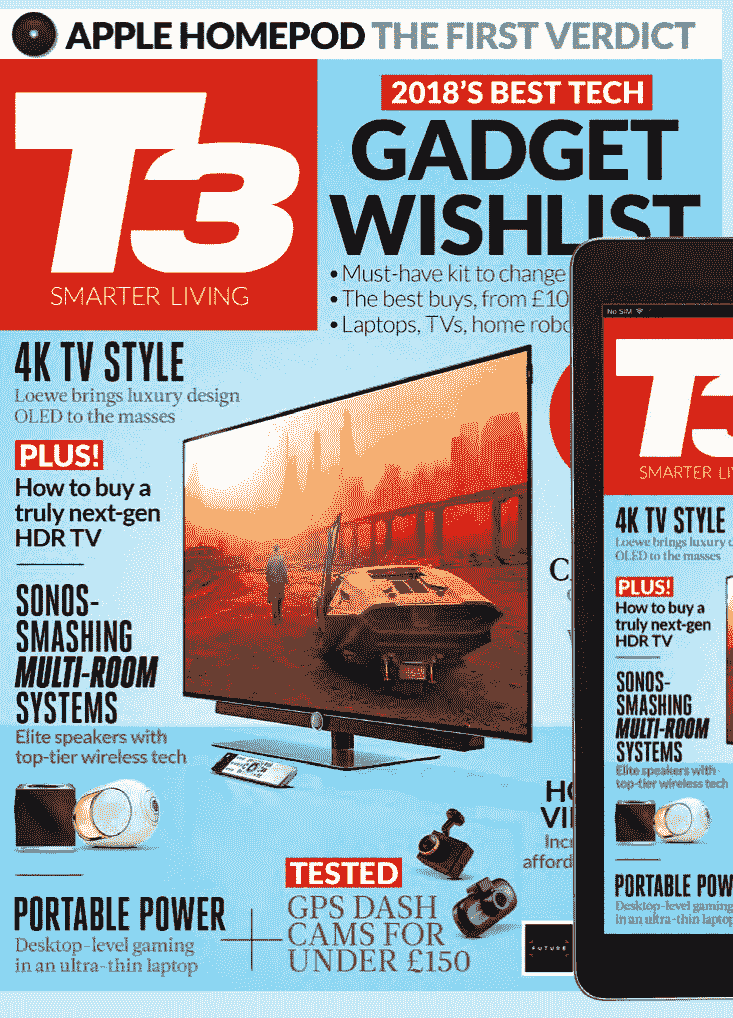 APPLE HOMEPOD THE FIRST VERDICT
T3
SMARTER LIVING
2018'S BEST TECH
GADGET
WISHLIST
• Must-have kit to change
• The best buys, from £10
• Laptops, TVs, home robo
4K TV STYLE
Loewe brings luxury design
OLED to the masses
PLUS!
How to buy a
truly next-gen
HDR TV
SONOS-
SMASHING
MULTI-ROOM
SYSTEMS
Elite speakers with
top-tier wireless tech
PORTABLE POWER
Desktop-level gaming
in an ultra-thin laptop
TESTED
GPS DASH
CAMS FOR
UNDER £150
FUTURE
No SIM
T3
SMARTER LI
4K TV STYLE
Loewe brings luxury d
OLED to the masses
PLUS!
How to buy a
truly next-gen
HDR TV
SONOS-
SMASHING
MULTI-ROOM
SYSTEMS
Elite speakers with
top-tier wireless tech
PORTABLE POW
Desktop-level gaming
in an ultra-thin laptop